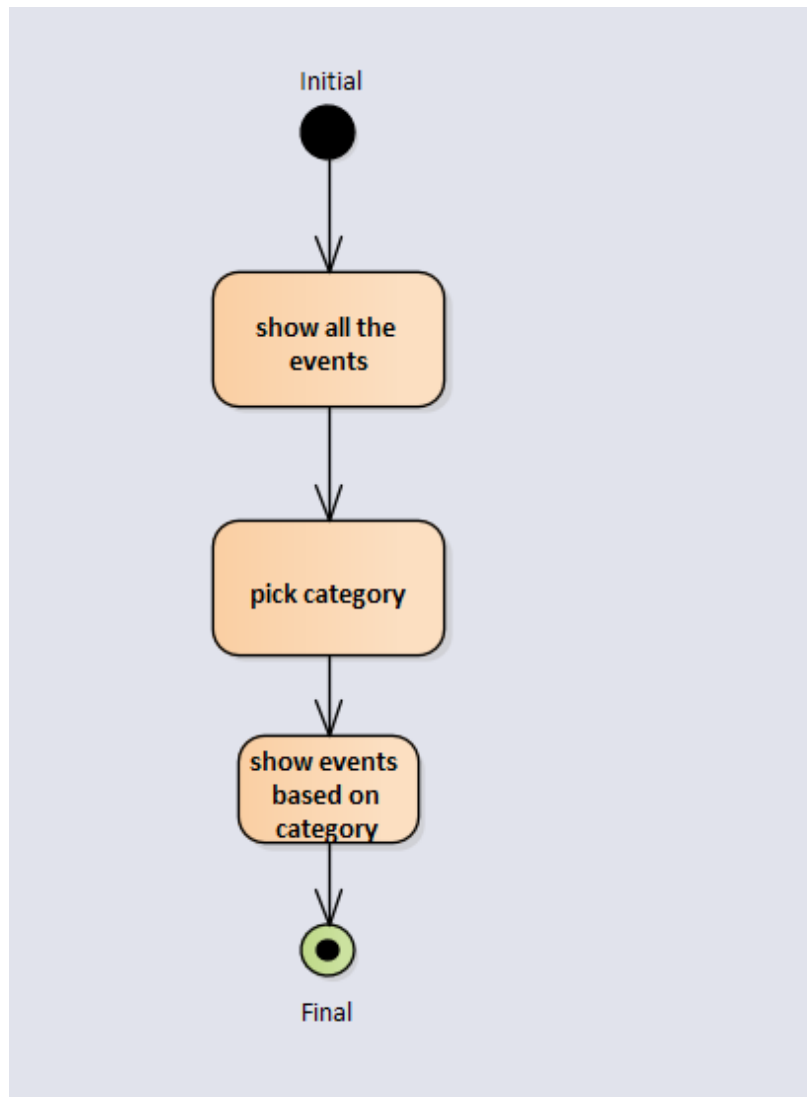 Initial
show all the
events
pick category
show events
based on
category
Final